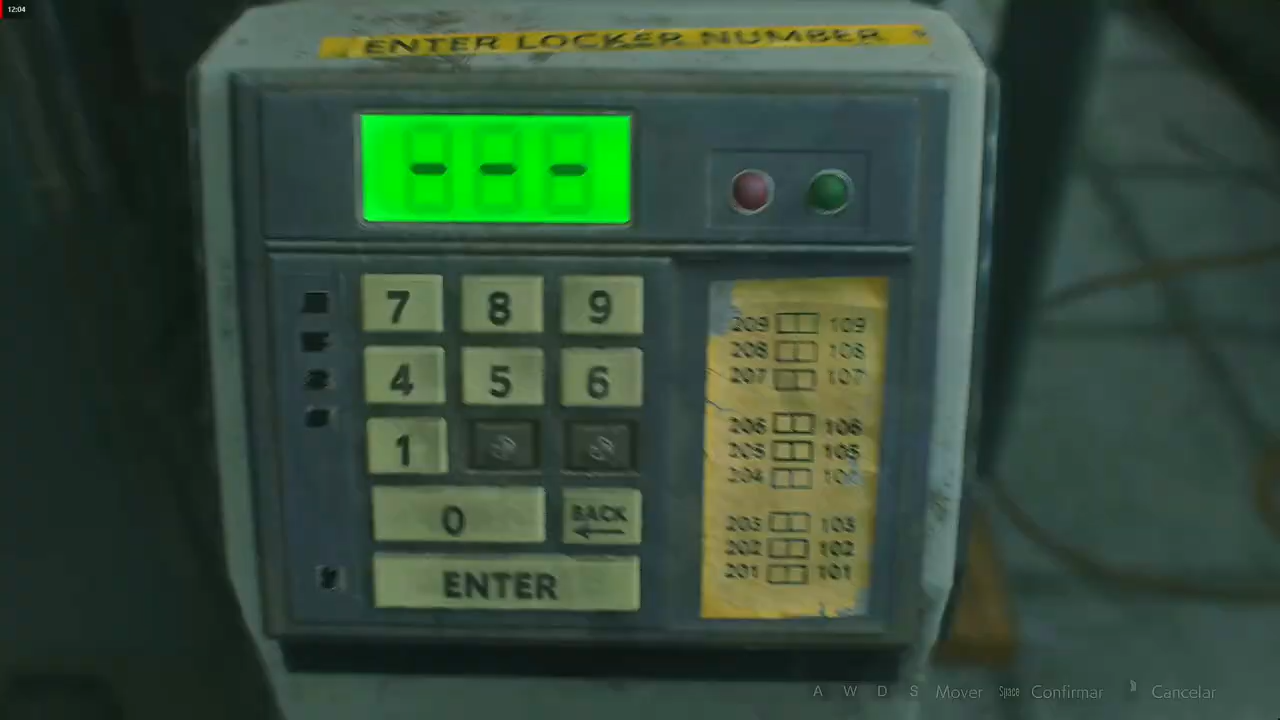 12:04
ENTER LOCKER NUMBER
---
7 8 9
4 5 6
1
0 BACK
ENTER
209 109
208 108
207 107
206 106
205 105
204
203 103
202 102
201 101
A W D S Mover Space Confirmar Cancelar